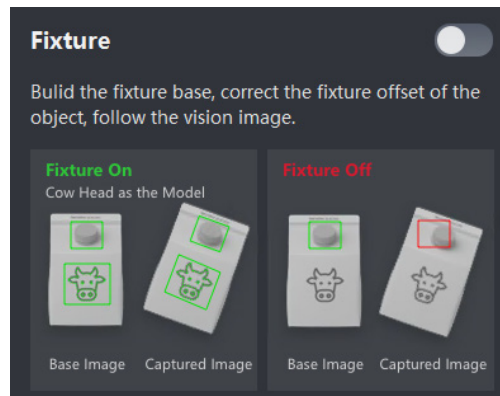 Fixture
Bulid the fixture base, correct the fixture offset of the
object, follow the vision image.
Fixture On
Cow Head as the Model
Base Image
Captured Image
Fixture Off
Base Image
Captured Image